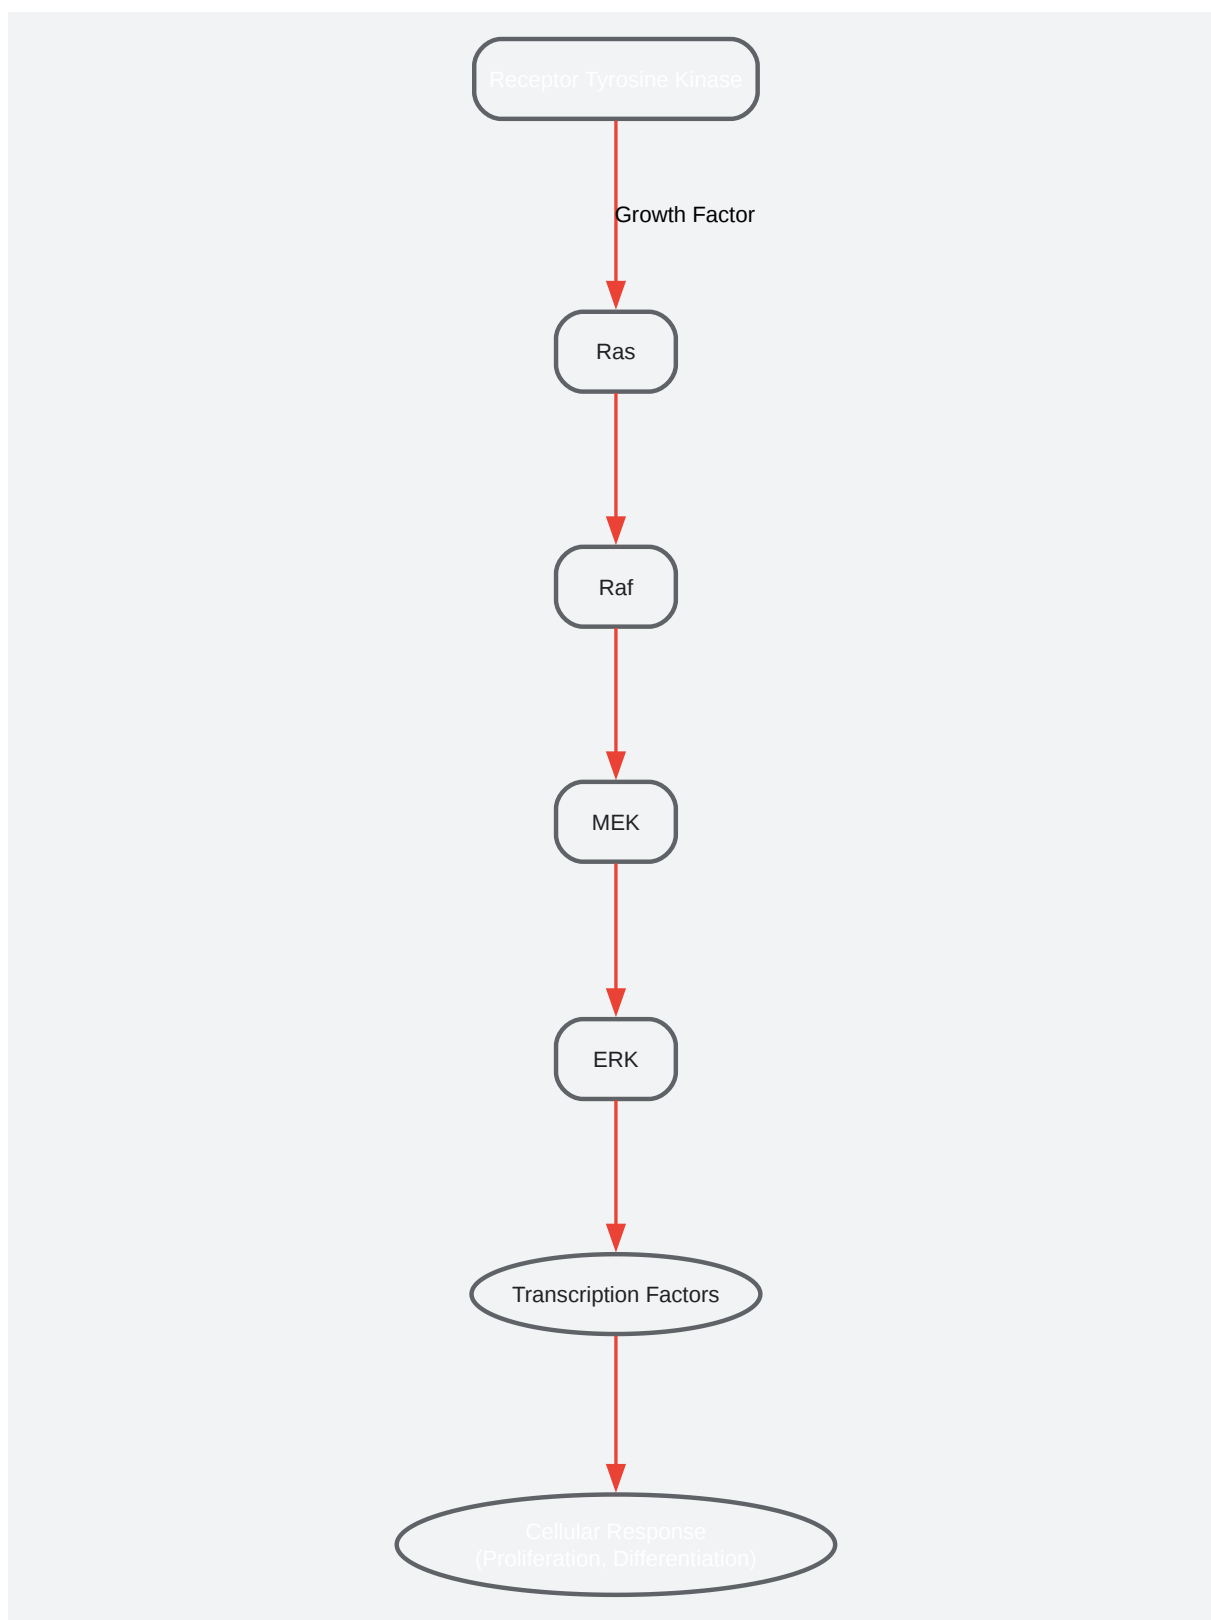 Receptor Tyrosine Kinase
Growth Factor
Ras
Raf
MEK
ERK
Transcription Factors
Cellular Response
(Proliferation, Differentiation)